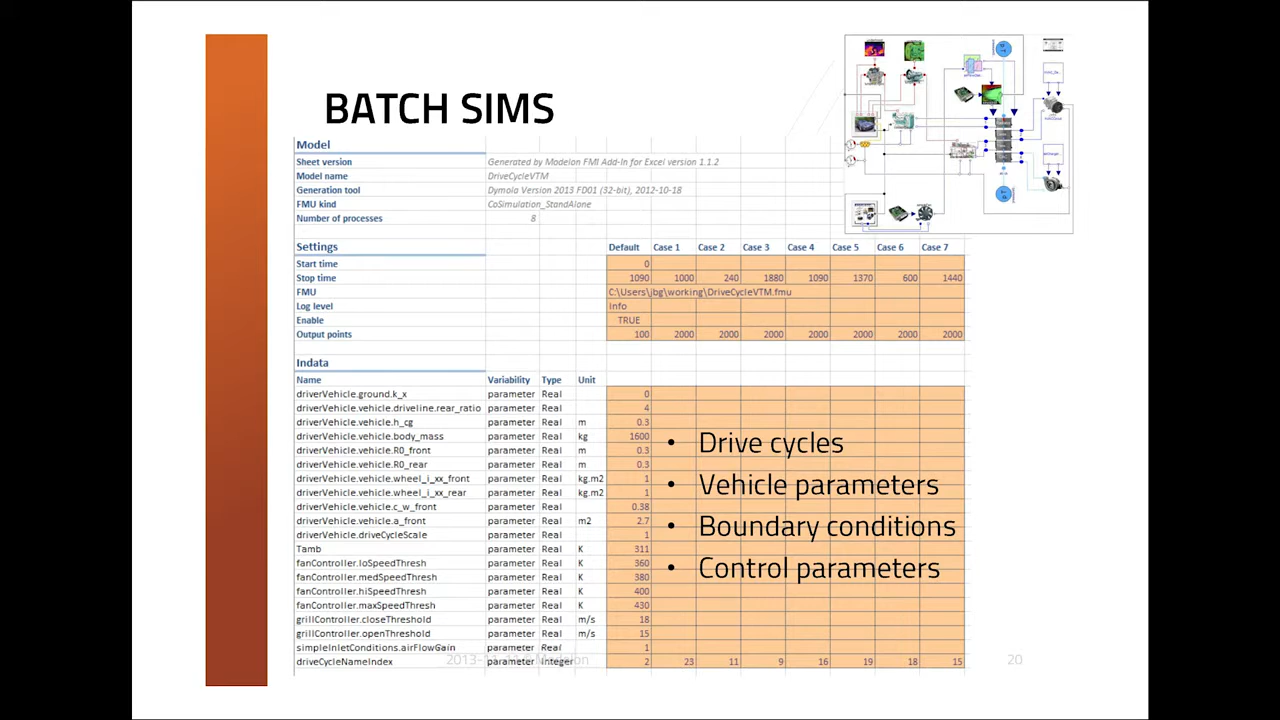 BATCH SIMS
Model
Sheet version Generated by Modelon FMI Add-In for Excel version 1.1.2
Model name DriveCycleVTM
Generation tool Dymola Version 2013 FD01 (32-bit), 2012-10-18
FMU kind CoSimulation_StandAlone
Number of processes 8
Settings Default Case 1 Case 2 Case 3 Case 4 Case 5 Case 6 Case 7
Start time 0
Stop time 1090 1000 240 1880 1090 1370 600 1440
FMU C:\Users\jbg\working\DriveCycleVTM.fmu
Log level info
Enable TRUE
Output points 100 2000 2000 2000 2000 2000 2000 2000
Indata
Name Variability Type Unit
driverVehicle.ground.k_x parameter Real 0
driverVehicle.vehicle.driveline.rear_ratio parameter Real 4
driverVehicle.vehicle.h_cg parameter Real m 0.3
driverVehicle.vehicle.body_mass parameter Real kg 1600
driverVehicle.vehicle.R0_front parameter Real m 0.3
driverVehicle.vehicle.R0_rear parameter Real m 0.3
driverVehicle.vehicle.wheel_i_xx_front parameter Real kg.m2 1
driverVehicle.vehicle.wheel_i_xx_rear parameter Real kg.m2 1
driverVehicle.vehicle.c_w_front parameter Real 0.38
driverVehicle.vehicle.a_front parameter Real m2 2.7
driverVehicle.driveCycleScale parameter Real 1
Tamb parameter Real K 311
fanController.loSpeedThresh parameter Real K 360
fanController.medSpeedThresh parameter Real K 380
fanController.hiSpeedThresh parameter Real K 400
fanController.maxSpeedThresh parameter Real K 430
grillController.closeThreshold parameter Real m/s 18
grillController.openThreshold parameter Real m/s 15
simpleInletConditions.airFlowGain parameter Real 1
driveCycleNameIndex parameter Integer 2 23 11 9 16 19 18 15
• Drive cycles
• Vehicle parameters
• Boundary conditions
• Control parameters
Modelon
20